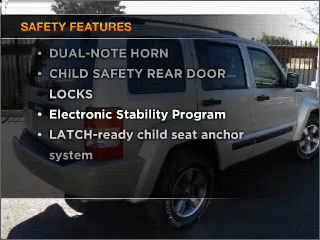 SAFETY FEATURES
• DUAL-NOTE HORN
• CHILD SAFETY REAR DOOR
LOCKS
• Electronic Stability Program
• LATCH-ready child seat anchor
system